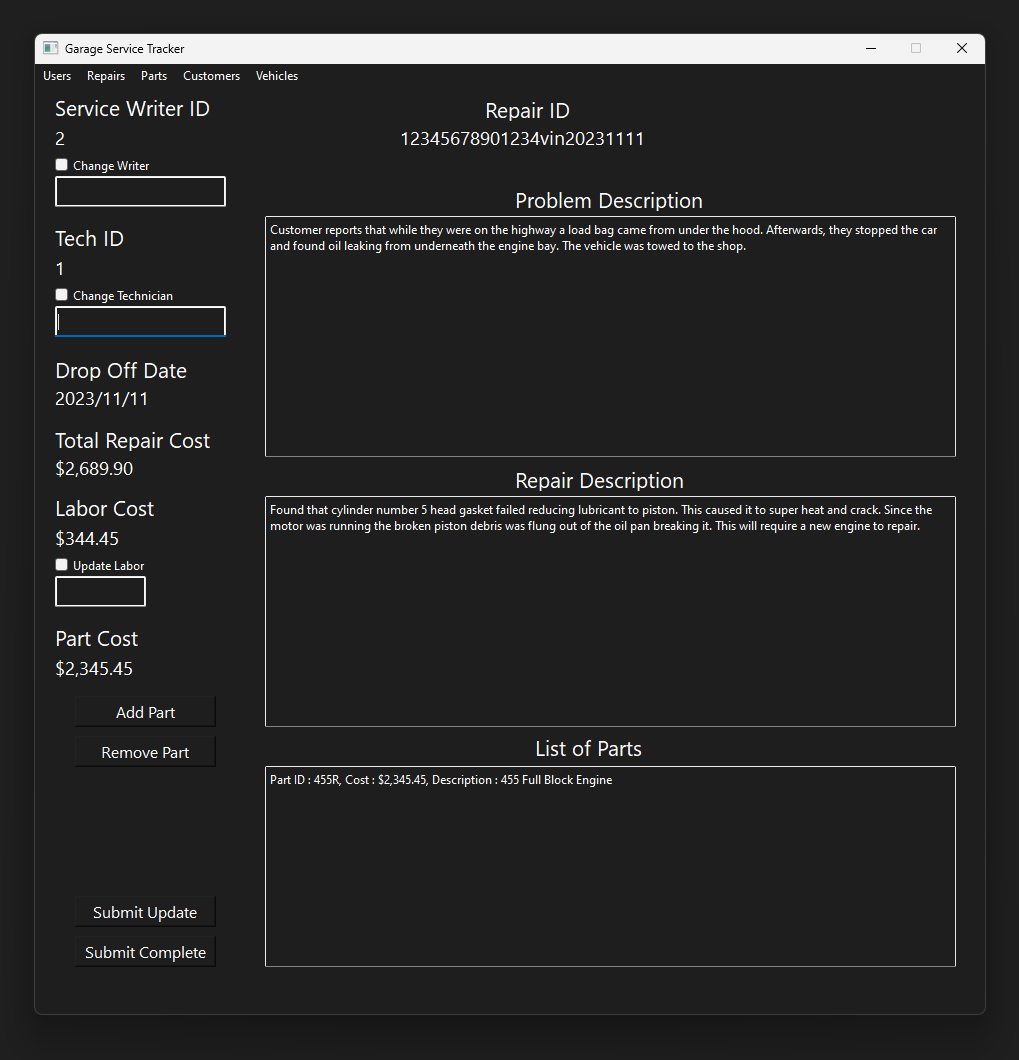 Garage Service Tracker
Users Repairs Parts Customers Vehicles
Service Writer ID
2
Change Writer
Tech ID
1
Change Technician
Drop Off Date
2023/11/11
Total Repair Cost
$2,689.90
Labor Cost
$344.45
Update Labor
Part Cost
$2,345.45
Add Part
Remove Part
Submit Update
Submit Complete
Repair ID
12345678901234vin20231111
Problem Description
Customer reports that while they were on the highway a load bag came from under the hood. Afterwards, they stopped the car
and found oil leaking from underneath the engine bay. The vehicle was towed to the shop.
Repair Description
Found that cylinder number 5 head gasket failed reducing lubricant to piston. This caused it to super heat and crack. Since the
motor was running the broken piston debris was flung out of the oil pan breaking it. This will require a new engine to repair.
List of Parts
Part ID : 455R, Cost : $2,345.45, Description : 455 Full Block Engine